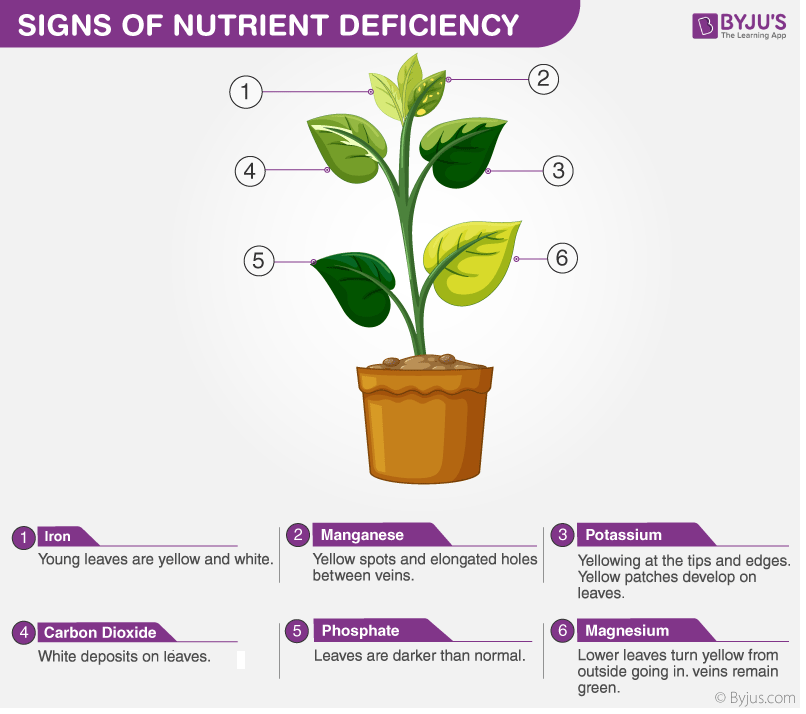 SIGNS OF NUTRIENT DEFICIENCY
BYJU'S
The Learning App
1
2
4
3
5
6
1 Iron
Young leaves are yellow and white.
2 Manganese
Yellow spots and elongated holes
between veins.
3 Potassium
Yellowing at the tips and edges.
Yellow patches develop on
leaves.
4 Carbon Dioxide
White deposits on leaves.
5 Phosphate
Leaves are darker than normal.
6 Magnesium
Lower leaves turn yellow from
outside going in. veins remain
green.
© Byjus.com